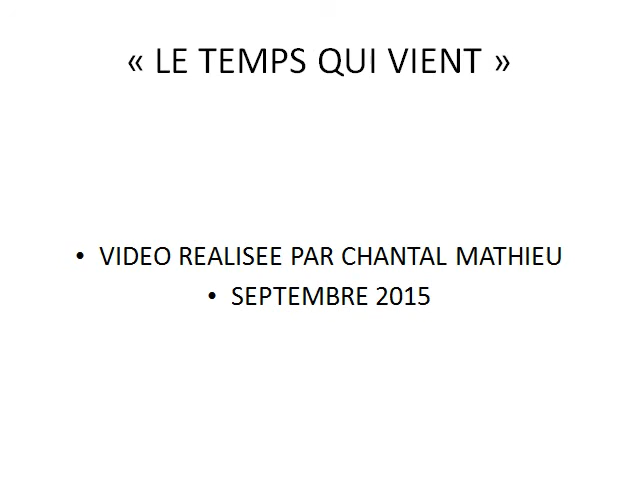 « LE TEMPS QUI VIENT »
• VIDEO REALISEE PAR CHANTAL MATHIEU
• SEPTEMBRE 2015